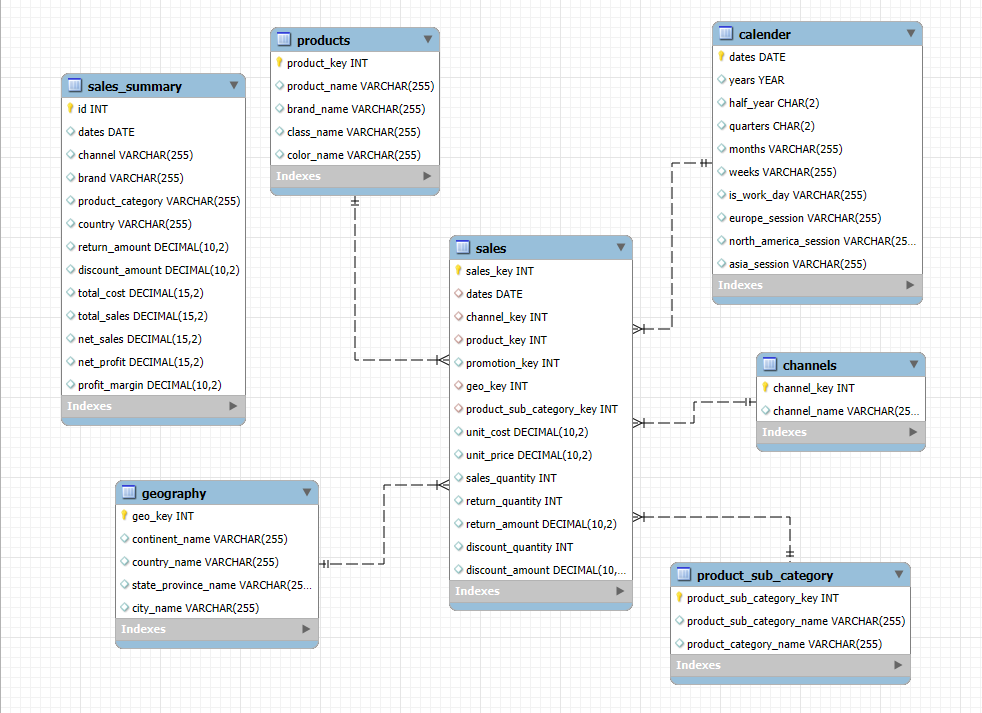 sales_summary
id INT
dates DATE
channel VARCHAR(255)
brand VARCHAR(255)
product_category VARCHAR(255)
country VARCHAR(255)
return_amount DECIMAL(10,2)
discount_amount DECIMAL(10,2)
total_cost DECIMAL(15,2)
total_sales DECIMAL(15,2)
net_sales DECIMAL(15,2)
net_profit DECIMAL(15,2)
profit_margin DECIMAL(10,2)
Indexes
products
product_key INT
product_name VARCHAR(255)
brand_name VARCHAR(255)
class_name VARCHAR(255)
color_name VARCHAR(255)
Indexes
calender
dates DATE
years YEAR
half_year CHAR(2)
quarters CHAR(2)
months VARCHAR(255)
weeks VARCHAR(255)
is_work_day VARCHAR(255)
europe_session VARCHAR(255)
north_america_session VARCHAR(25...
asia_session VARCHAR(255)
Indexes
sales
sales_key INT
dates DATE
channel_key INT
product_key INT
promotion_key INT
geo_key INT
product_sub_category_key INT
unit_cost DECIMAL(10,2)
unit_price DECIMAL(10,2)
sales_quantity INT
return_quantity INT
return_amount DECIMAL(10,2)
discount_quantity INT
discount_amount DECIMAL(10,...
Indexes
channels
channel_key INT
channel_name VARCHAR(25...
Indexes
geography
geo_key INT
continent_name VARCHAR(255)
country_name VARCHAR(255)
state_province_name VARCHAR(25...
city_name VARCHAR(255)
Indexes
product_sub_category
product_sub_category_key INT
product_sub_category_name VARCHAR(255)
product_category_name VARCHAR(255)
Indexes